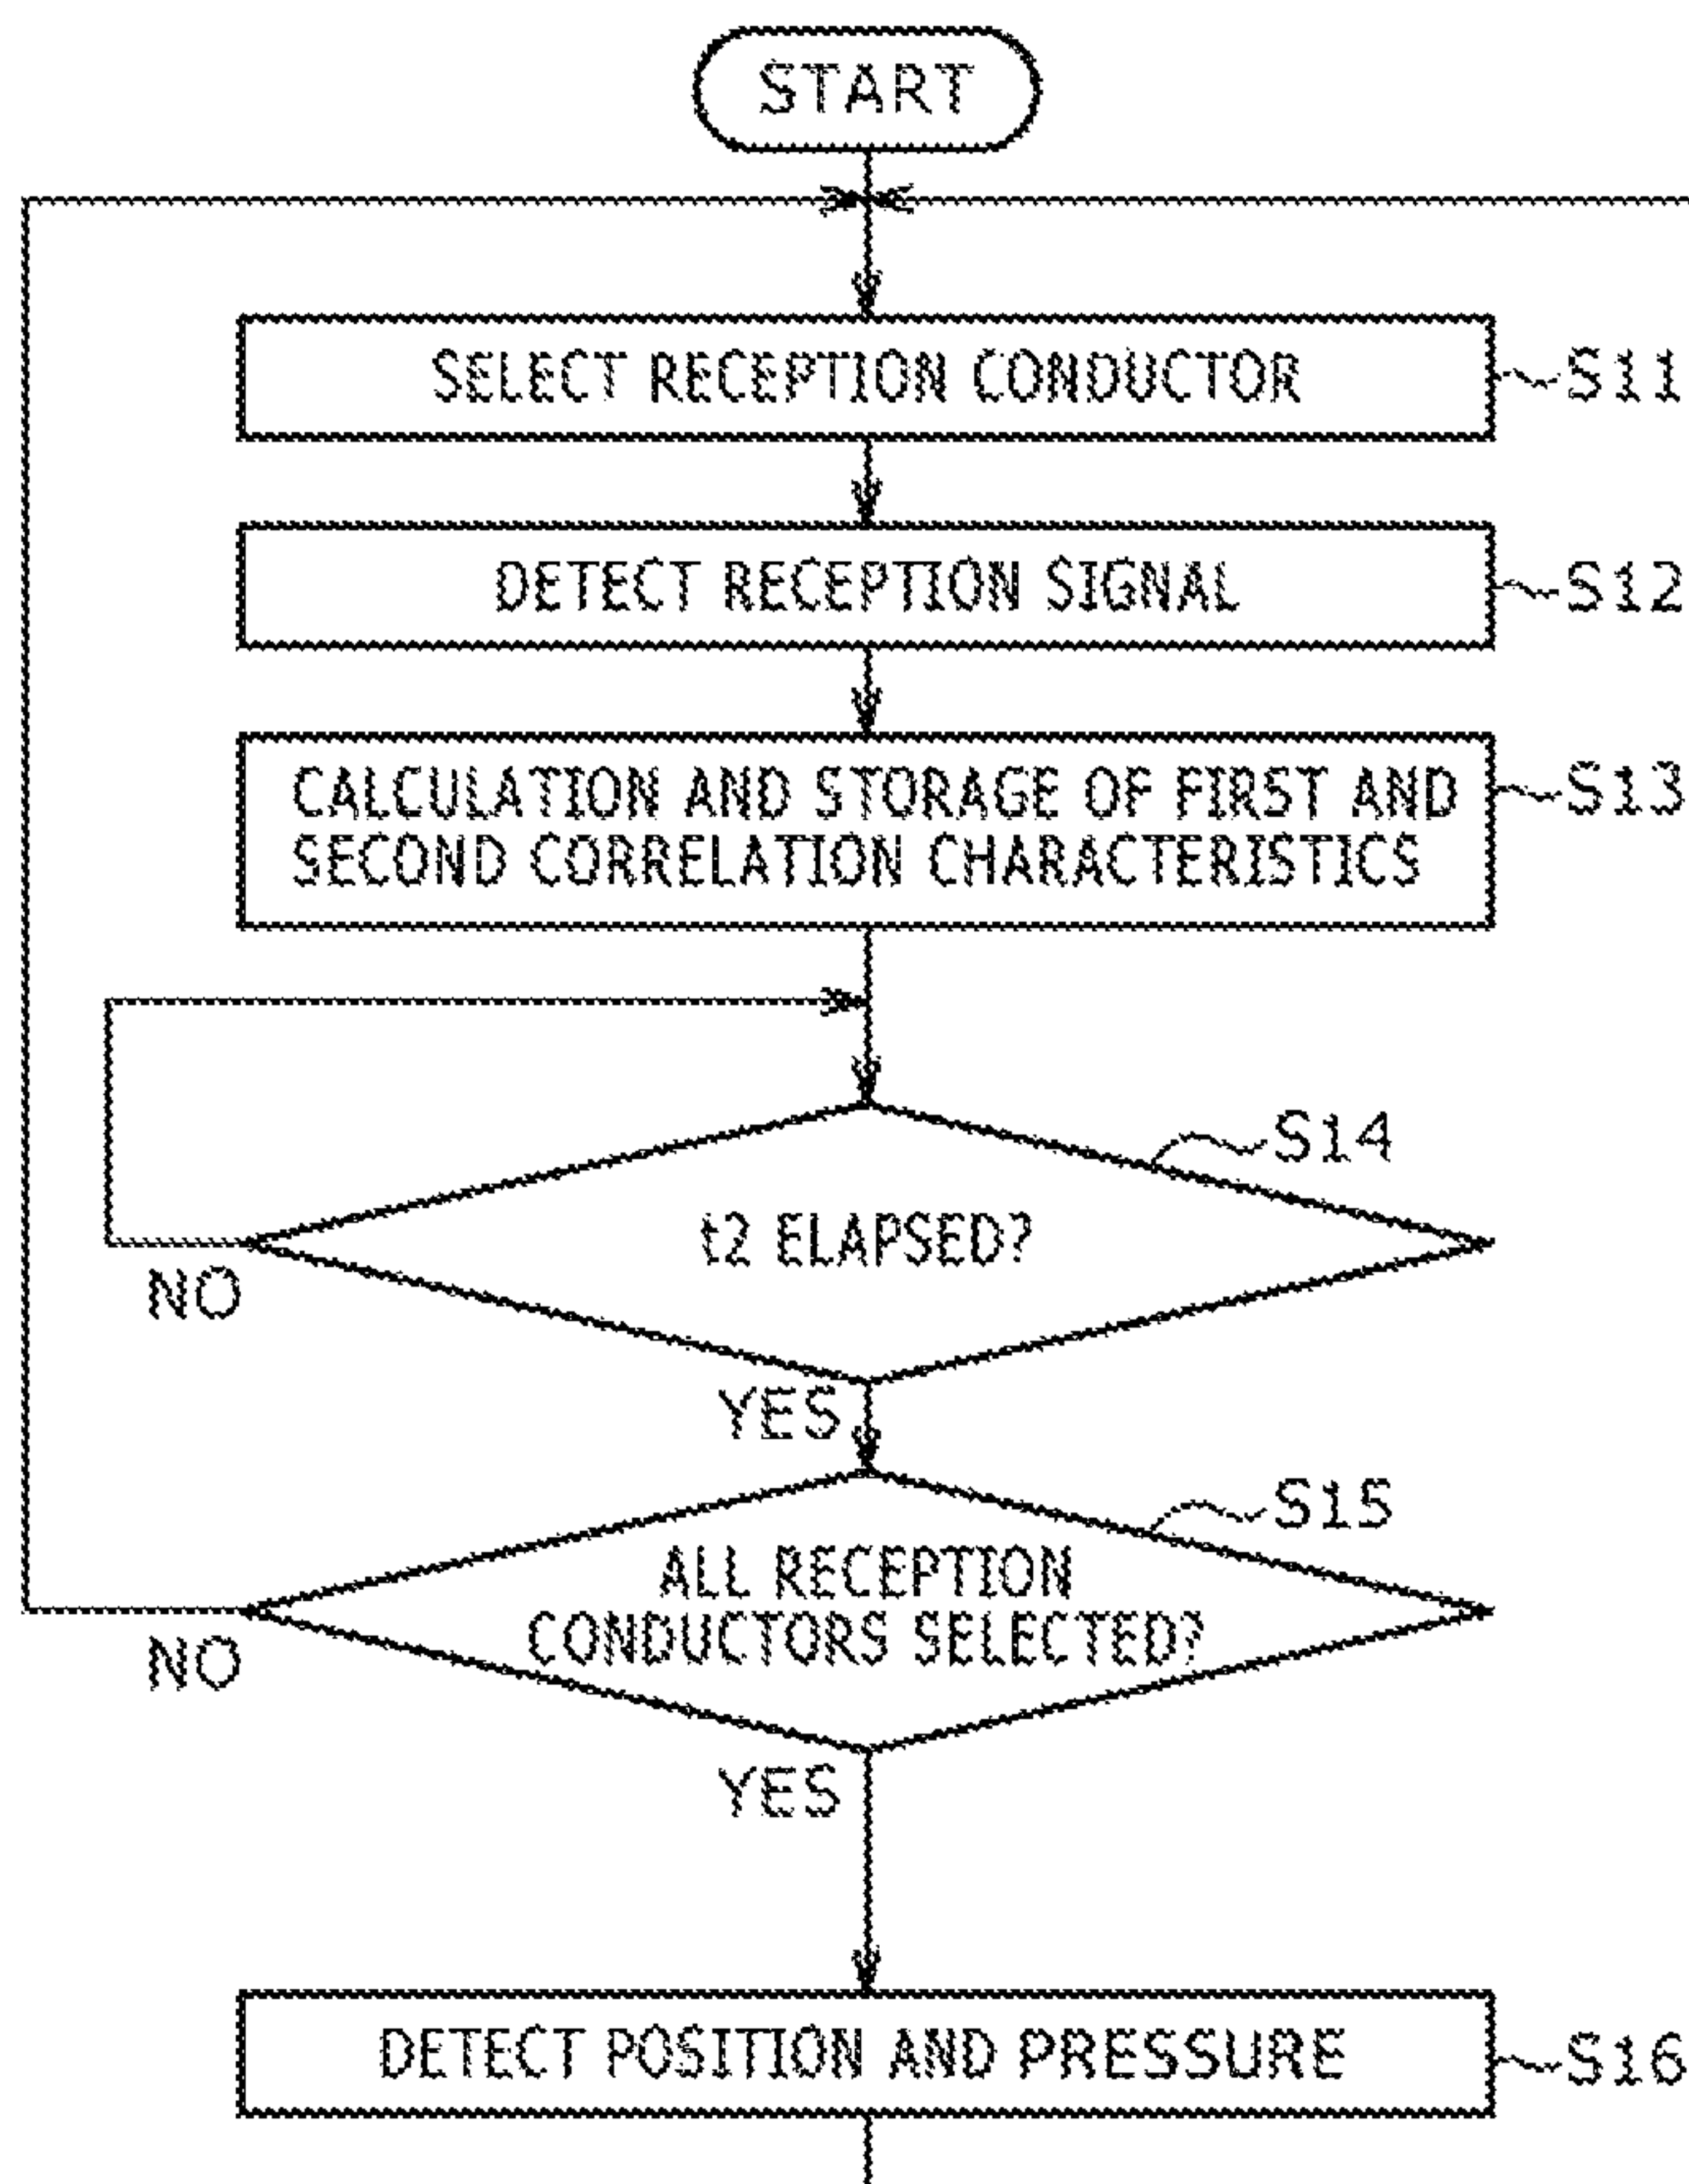 START
SELECT RECEPTION CONDUCTOR
S11
DETECT RECEPTION SIGNAL
S12
CALCULATION AND STORAGE OF FIRST AND
SECOND CORRELATION CHARACTERISTICS
S13
S14
t2 ELAPSED?
NO
YES
S15
ALL RECEPTION
CONDUCTORS SELECTED?
NO
YES
DETECT POSITION AND PRESSURE
S16